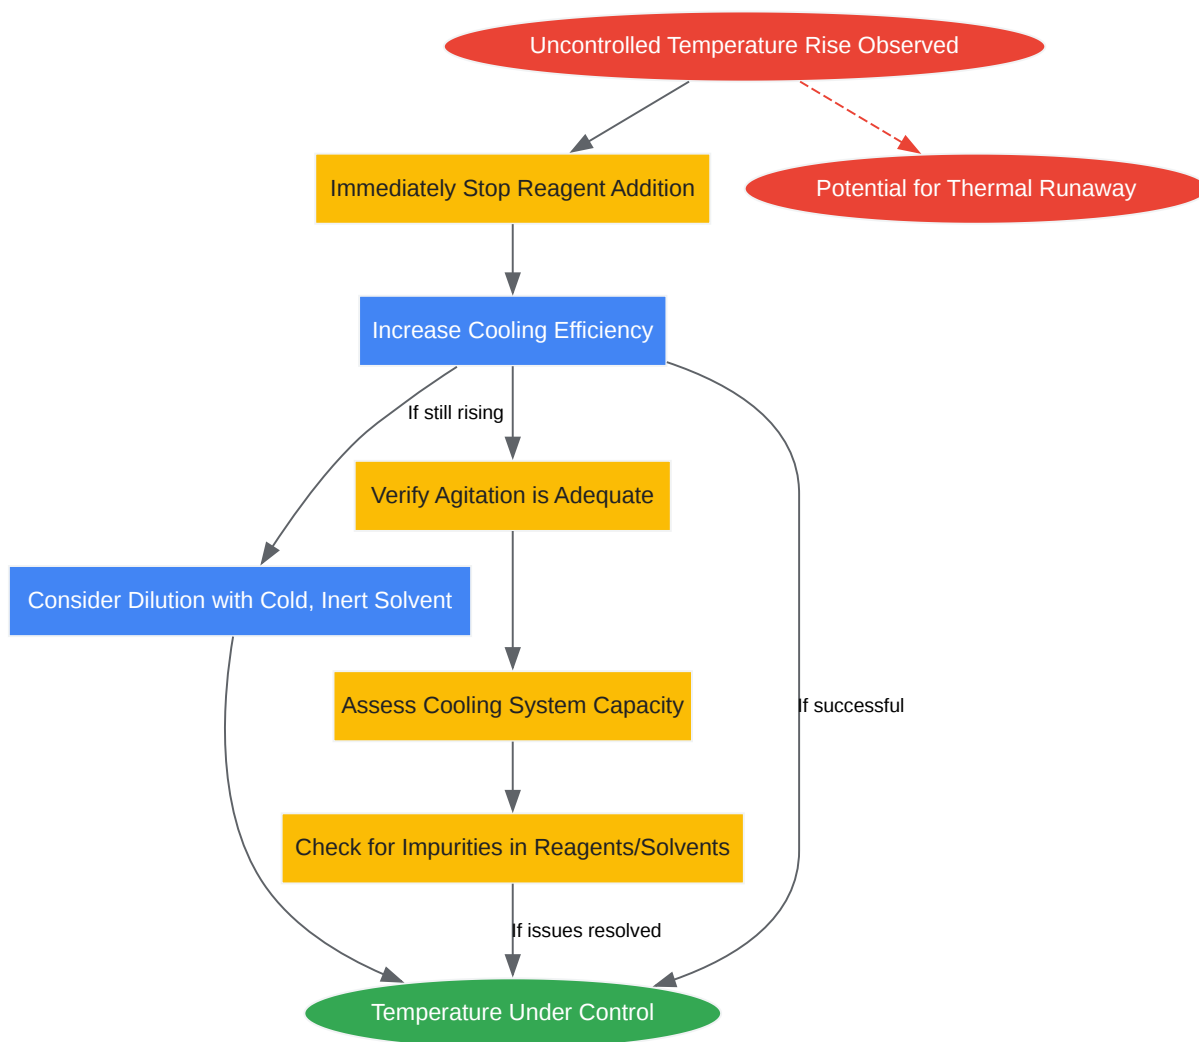 Uncontrolled Temperature Rise Observed
Immediately Stop Reagent Addition
Potential for Thermal Runaway
Increase Cooling Efficiency
If still rising
Verify Agitation is Adequate
Consider Dilution with Cold, Inert Solvent
Assess Cooling System Capacity
If successful
Check for Impurities in Reagents/Solvents
If issues resolved
Temperature Under Control